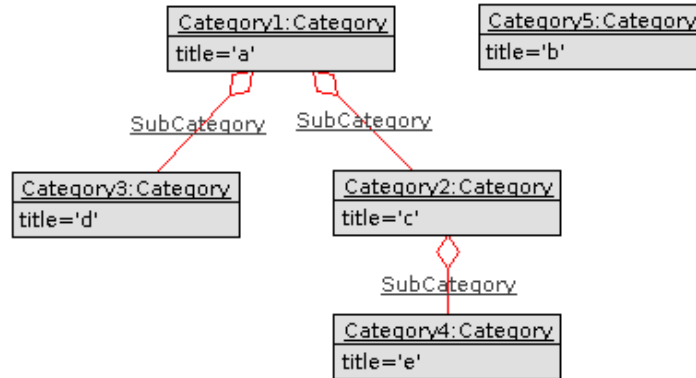 Category1:Category
title='a'
Category5:Category
title='b'
SubCategory
SubCategory
Category3:Category
title='d'
Category2:Category
title='c'
SubCategory
Category4:Category
title='e'